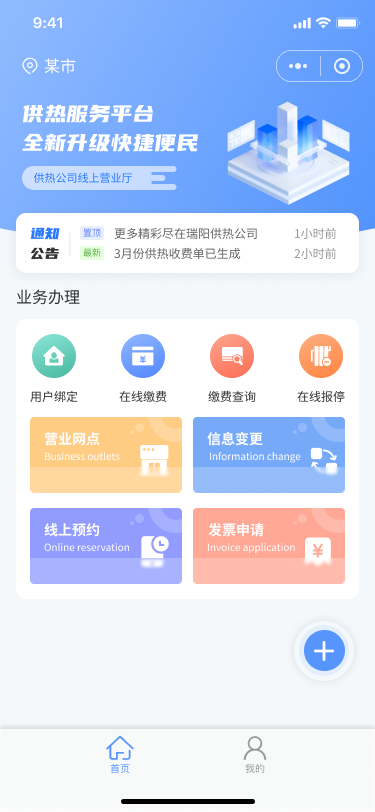 9:41
某市
供热服务平台
全新升级快捷便民
供热公司线上营业厅
通知
公告
置顶 更多精彩尽在瑞阳供热公司 1小时前
最新 3月份供热收费单已生成 2小时前
业务办理
用户绑定 在线缴费 缴费查询 在线报停
营业网点
Business outlets
信息变更
Information change
线上预约
Online reservation
发票申请
Invoice application
首页 我的